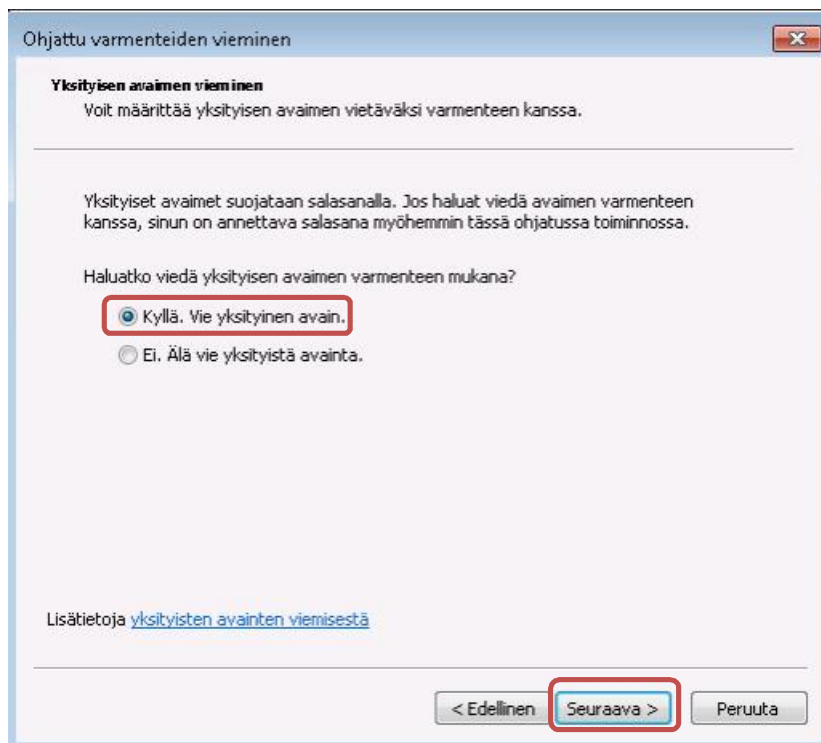 Ohjattu varmenteiden vieminen
Yksityisen avaimen vieminen
Voit määrittää yksityisen avaimen vietäväksi varmenteen kanssa.
Yksityiset avaimet suojataan salasanalla. Jos haluat viedä avaimen varmenteen
kanssa, sinun on annettava salasana myöhemmin tässä ohjatussa toiminnossa.
Haluatko viedä yksityisen avaimen varmenteen mukana?
Kyllä. Vie yksityinen avain.
Ei. Älä vie yksityistä avainta.
Lisätietoja yksityisten avainten viemisestä
< Edellinen Seuraava > Peruuta